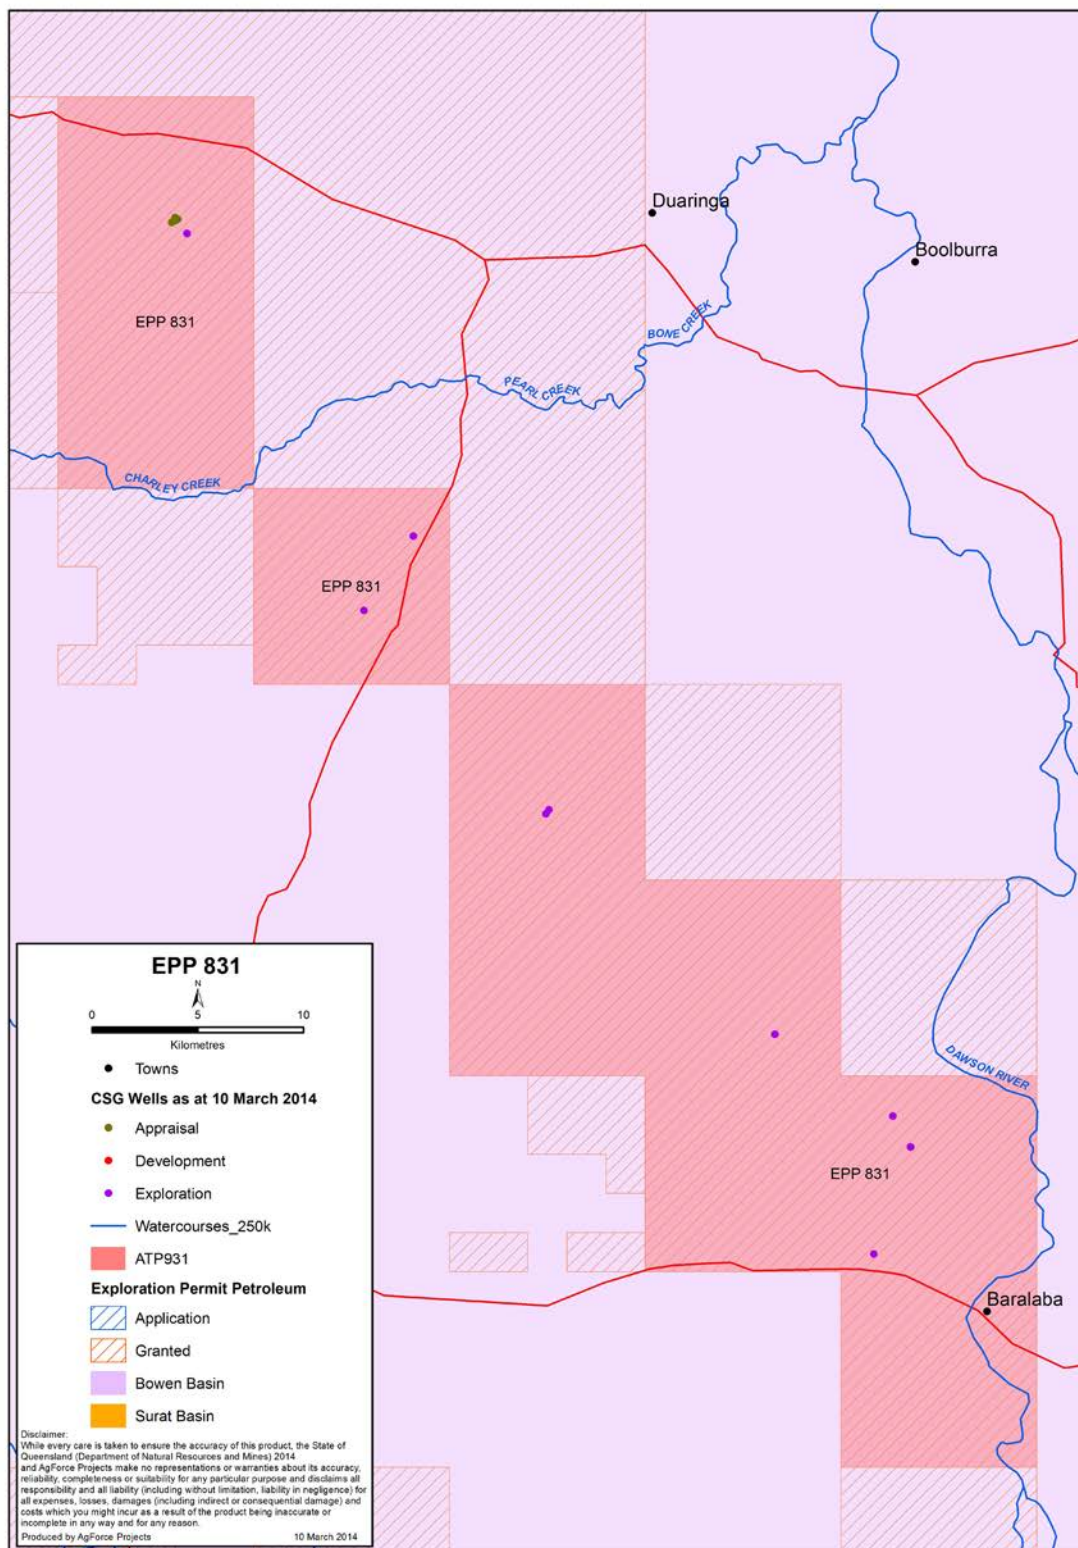 Duaringa
Boolburra
BONE CREEK
EPP 831
PEARL CREEK
CHARLEY CREEK
EPP 831
DAWSON RIVER
EPP 831
Baralaba
EPP 831
N
0 5 10
Kilometres
Towns
CSG Wells as at 10 March 2014
Appraisal
Development
Exploration
Watercourses_250k
ATP931
Exploration Permit Petroleum
Application
Granted
Bowen Basin
Surat Basin
Disclaimer:
While every care is taken to ensure the accuracy of this product, the State of
Queensland (Department of Natural Resources and Mines) 2014
and AgForce Projects make no representations or warranties about its accuracy,
reliability, completeness or suitability for any particular purpose and disclaims all
responsibility and all liability (including without limitation, liability in negligence) for
all expenses, losses, damages (including indirect or consequential damage) and
costs which you might incur as a result of the product being inaccurate or
incomplete in any way and for any reason.
Produced by AgForce Projects 10 March 2014